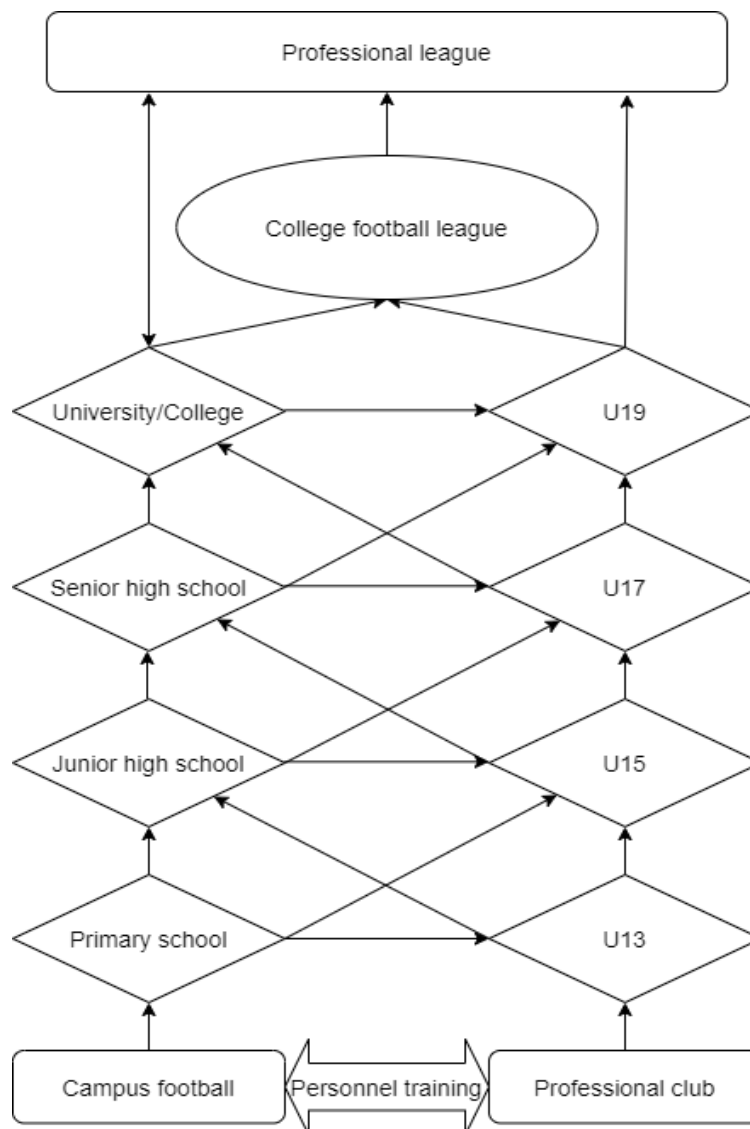 Professional league
College football league
University/College
U19
Senior high school
U17
Junior high school
U15
Primary school
U13
Campus football
Personnel training
Professional club